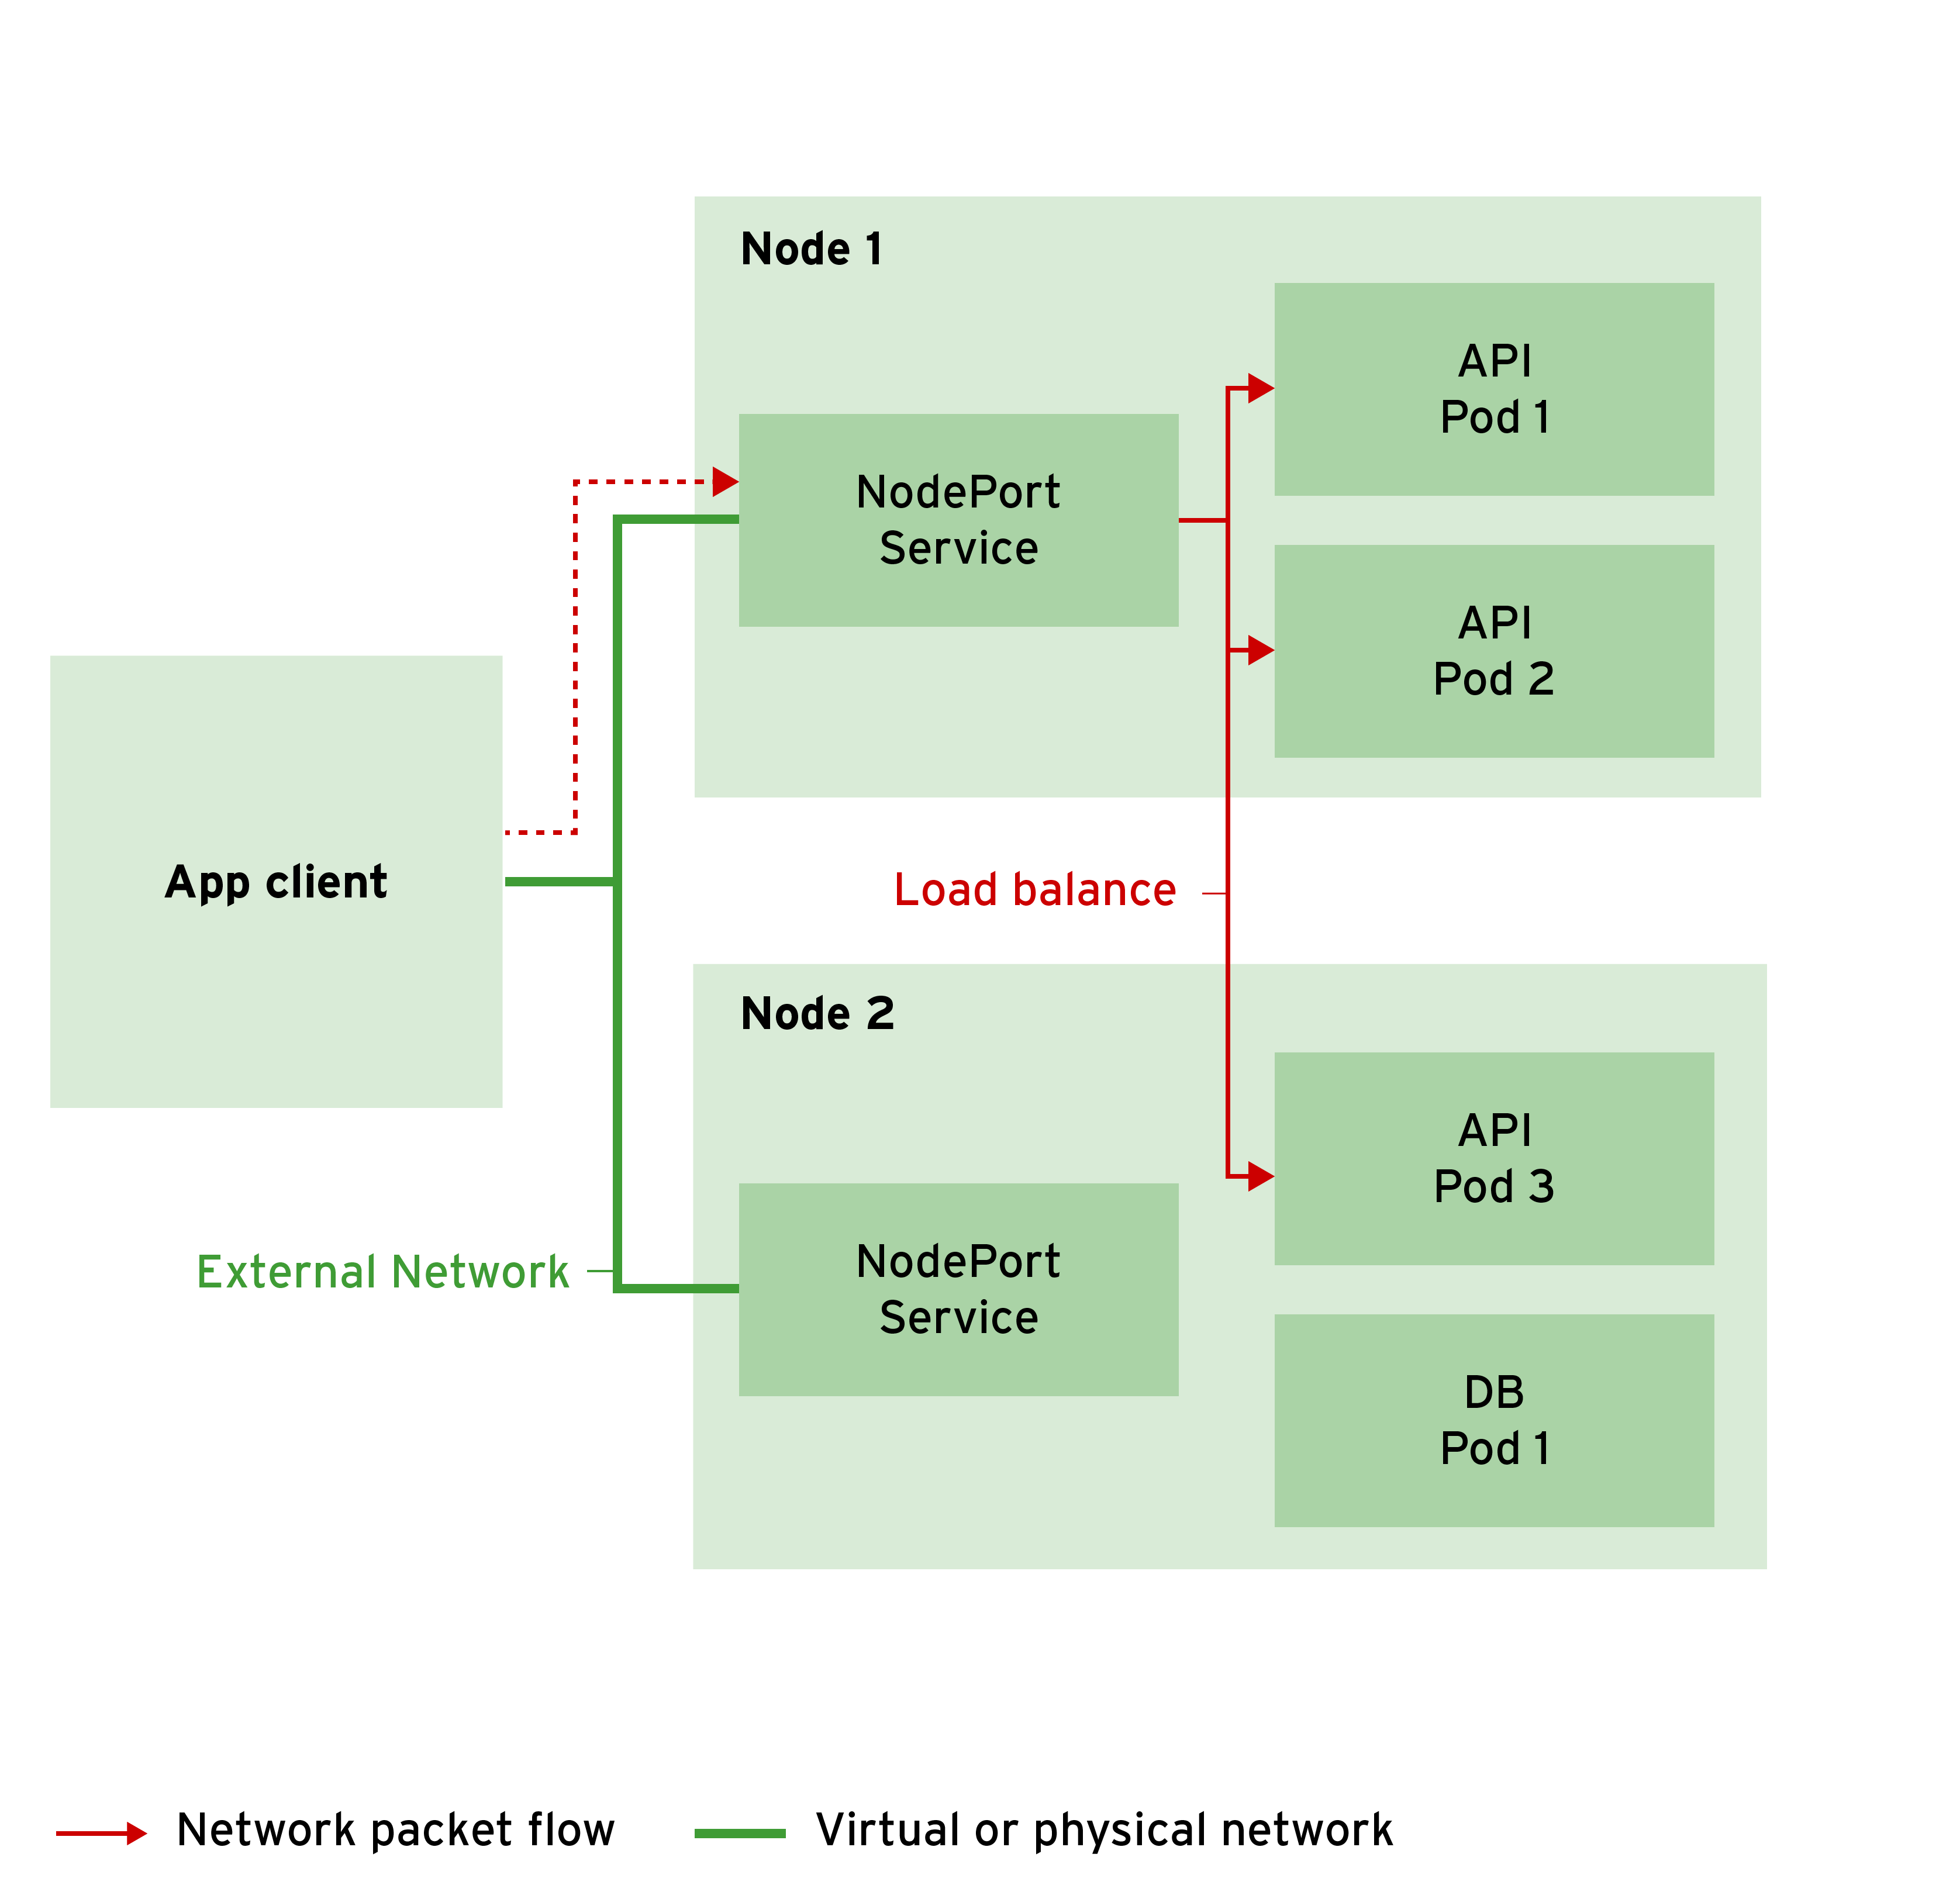 Node 1
API
Pod 1
NodePort
Service
API
Pod 2
App client
Load balance
Node 2
API
Pod 3
External Network
NodePort
Service
DB
Pod 1
Network packet flow
Virtual or physical network